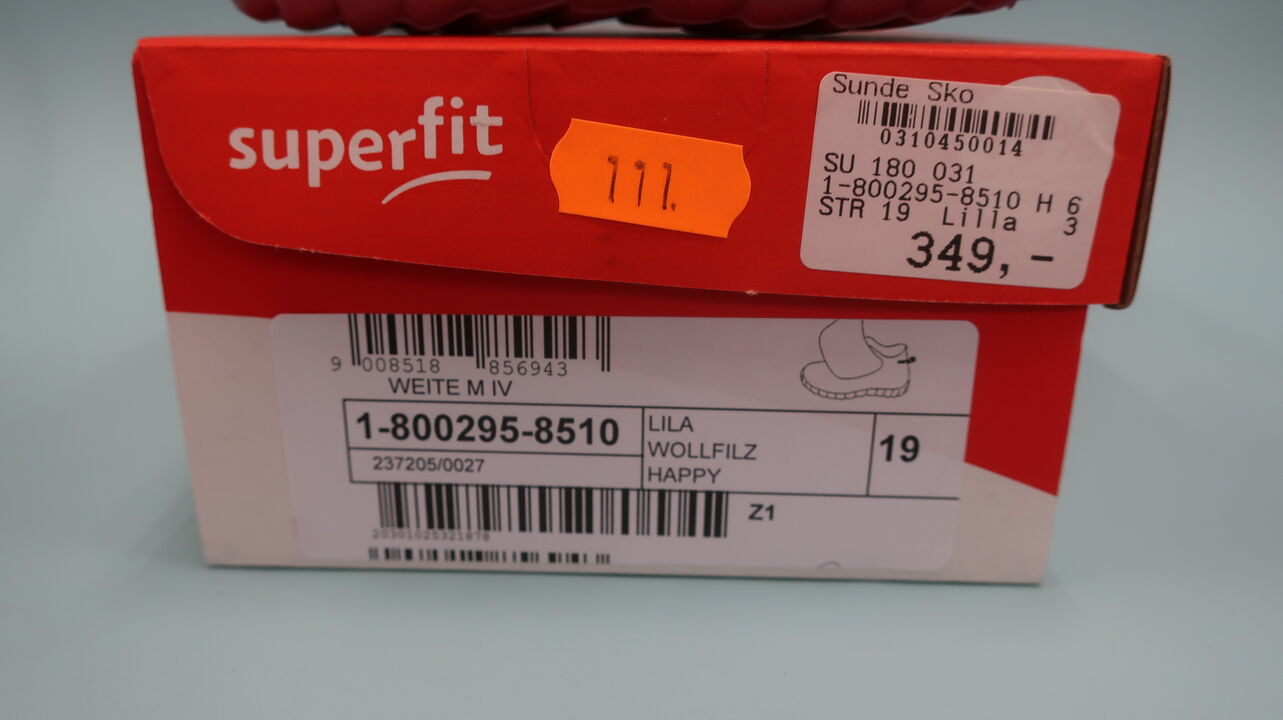 superfit
111.
Sunde Sko
0310450014
SU 180 031
1-800295-8510 H 6
STR 19 Lilla 3
349,-
9 008518 856943
WEITE M IV
1-800295-8510
237205/0027
LILA
WOLLFILZ
HAPPY
19
Z1
20301025321878